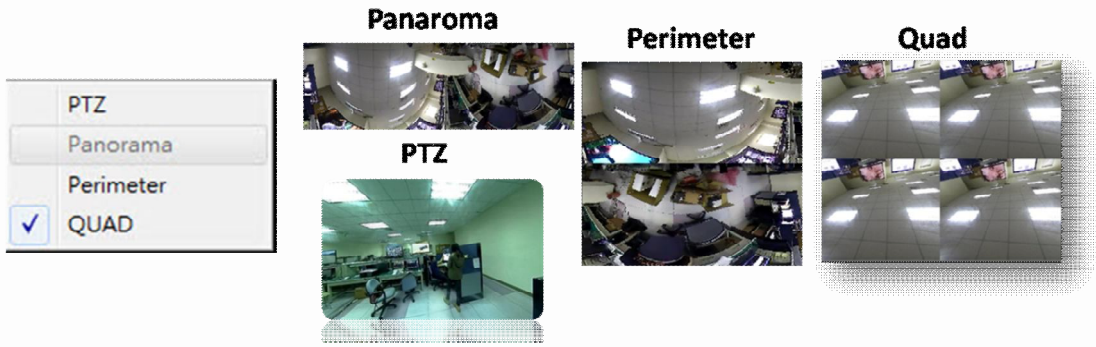 PTZ
Panorama
Perimeter
QUAD
Panaroma
PTZ
Perimeter
Quad